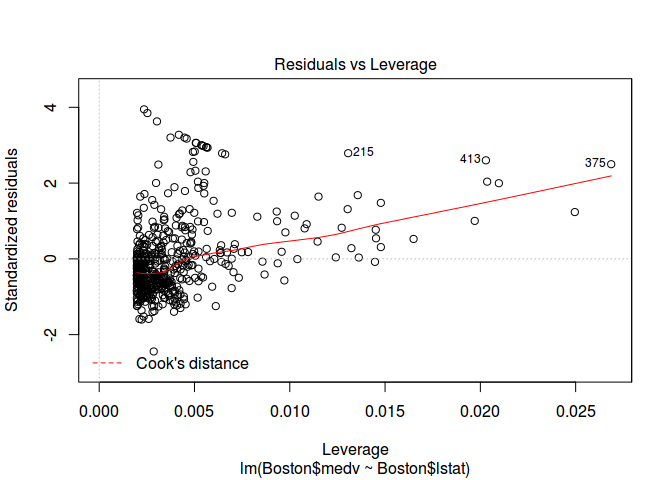 Residuals vs Leverage
Standardized residuals
4
2
0
-2
215
413
375
Cook's distance
0.000 0.005 0.010 0.015 0.020 0.025
Leverage
lm(Boston$medv ~ Boston$lstat)